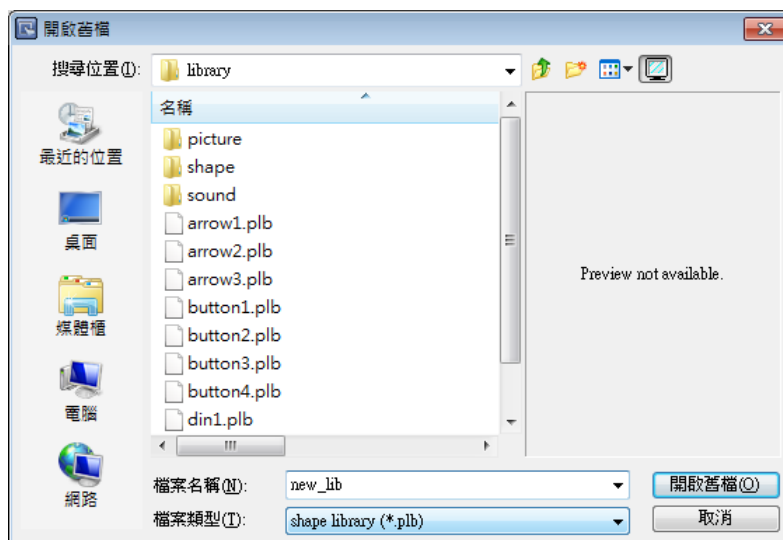 開啟舊檔
搜尋位置(I):
library
最近的位置
桌面
媒體櫃
電腦
網路
名稱
picture
shape
sound
arrow1.plb
arrow2.plb
arrow3.plb
button1.plb
button2.plb
button3.plb
button4.plb
din1.plb
Preview not available.
檔案名稱(N):
new_lib
開啟舊檔(O)
檔案類型(T):
shape library (*.plb)
取消